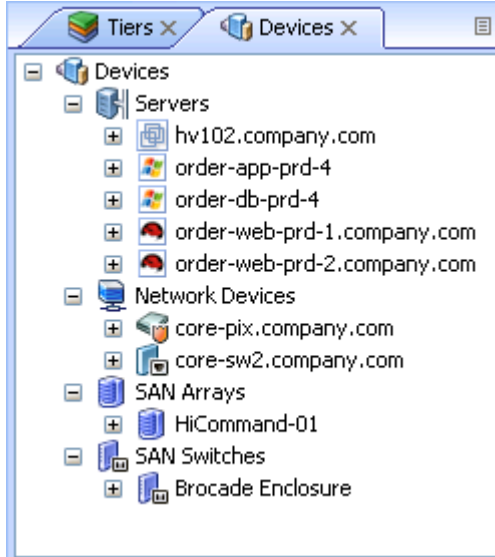 Tiers
Devices
Devices
Servers
hv102.company.com
order-app-prd-4
order-db-prd-4
order-web-prd-1.company.com
order-web-prd-2.company.com
Network Devices
core-pix.company.com
core-sw2.company.com
SAN Arrays
HiCommand-01
SAN Switches
Brocade Enclosure